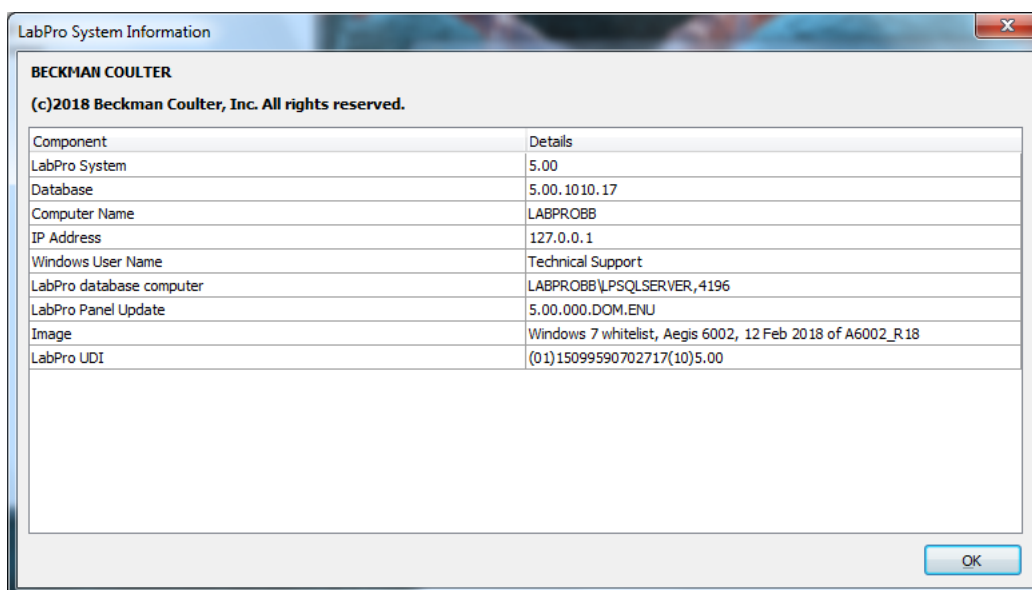 LabPro System Information
BECKMAN COULTER
(c)2018 Beckman Coulter, Inc. All rights reserved.
Component Details
LabPro System 5.00
Database 5.00.1010.17
Computer Name LABPROBB
IP Address 127.0.0.1
Windows User Name Technical Support
LabPro database computer LABPROBB\LPSQLSERVER,4196
LabPro Panel Update 5.00.000.DOM.ENU
Image Windows 7 whitelist, Aegis 6002, 12 Feb 2018 of A6002_R18
LabPro UDI (01)15099590702717(10)5.00
OK